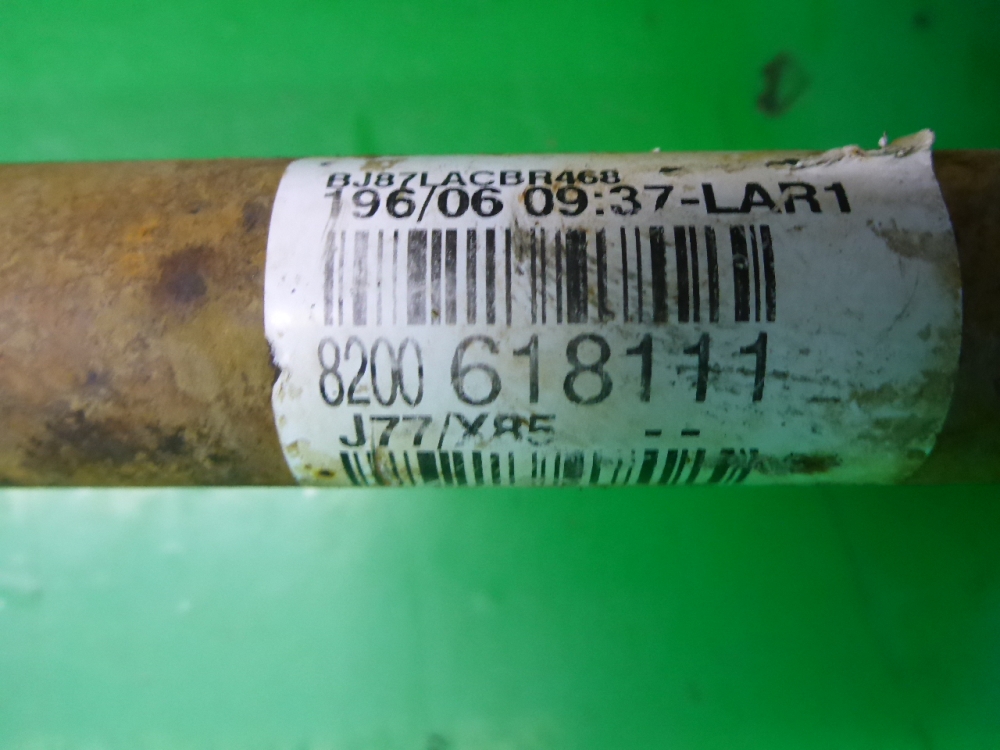 BJ87LACBR468
196/06 09:37-LAR1
8200 618111
J77/X85 --